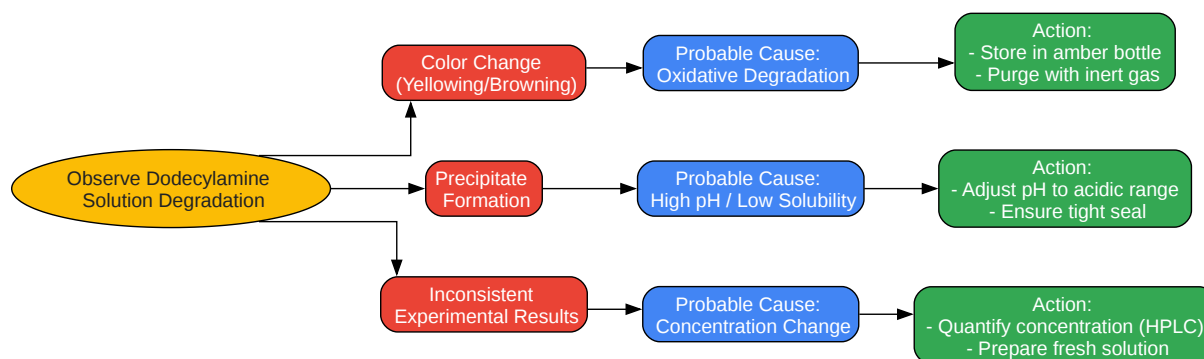 Observe Dodecylamine
Solution Degradation
Color Change
(Yellowing/Browning)
Probable Cause:
Oxidative Degradation
Action:
- Store in amber bottle
- Purge with inert gas
Precipitate
Formation
Probable Cause:
High pH / Low Solubility
Action:
- Adjust pH to acidic range
- Ensure tight seal
Inconsistent
Experimental Results
Probable Cause:
Concentration Change
Action:
- Quantify concentration (HPLC)
- Prepare fresh solution